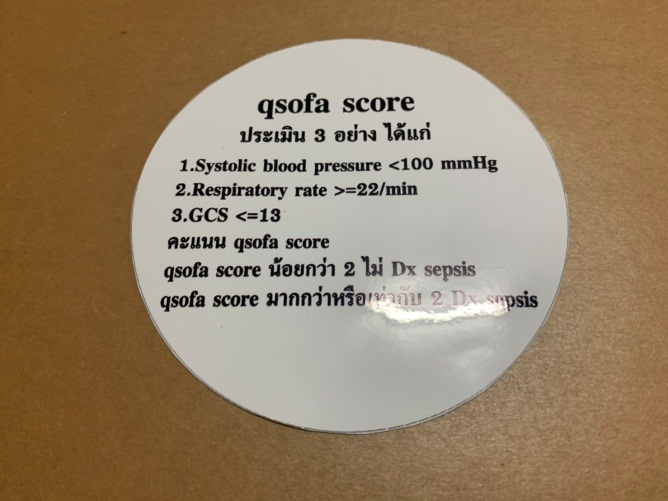 qsofa score
ประเมิน 3 อย่าง ได้แก่
1.Systolic blood pressure <100 mmHg
2.Respiratory rate >=22/min
3.GCS <=13
คะแนน qsofa score
qsofa score น้อยกว่า 2 ไม่ Dx sepsis
qsofa score มากกว่าหรือเท่ากับ 2 Dx sepsis